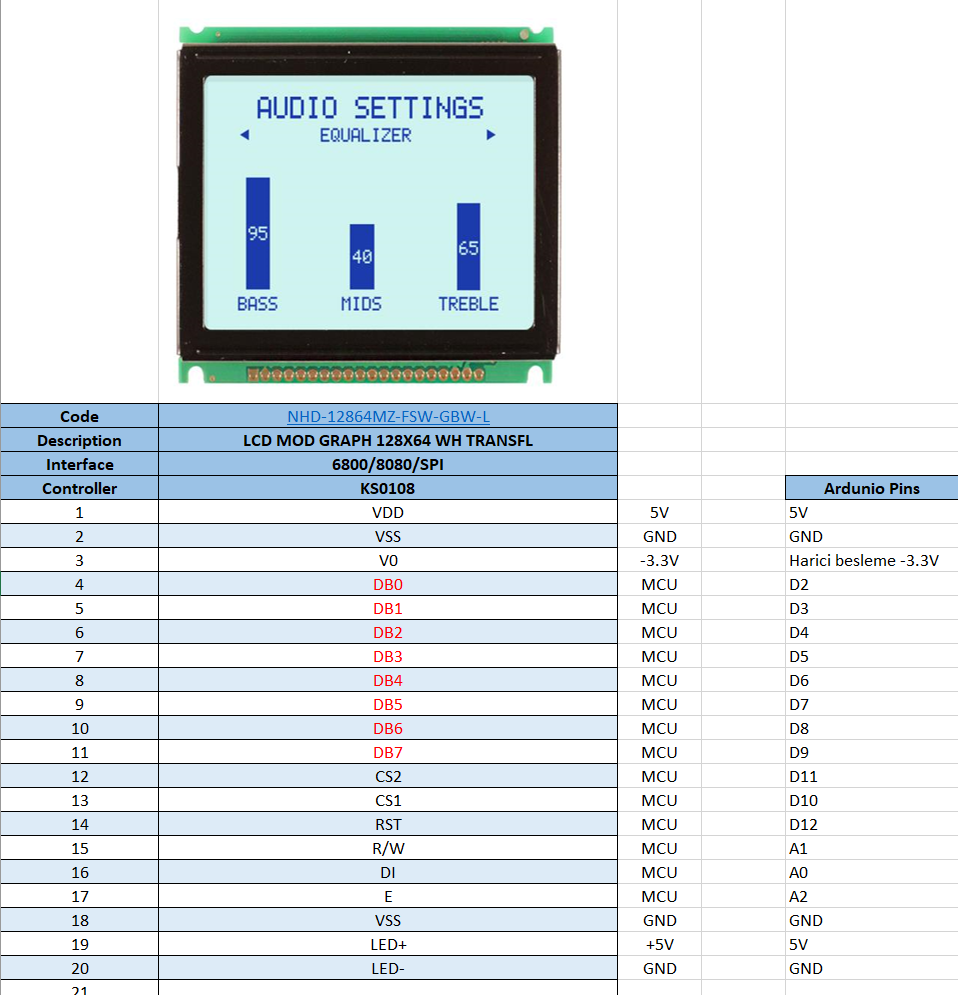 AUDIO SETTINGS
EQUALIZER
95 40 65
BASS MIDS TREBLE
Code NHD-12864MZ-FSW-GBW-L
Description LCD MOD GRAPH 128X64 WH TRANSFL
Interface 6800/8080/SPI
Controller KS0108 Ardunio Pins
1 VDD 5V 5V
2 VSS GND GND
3 V0 -3.3V Harici besleme -3.3V
4 DB0 MCU D2
5 DB1 MCU D3
6 DB2 MCU D4
7 DB3 MCU D5
8 DB4 MCU D6
9 DB5 MCU D7
10 DB6 MCU D8
11 DB7 MCU D9
12 CS2 MCU D11
13 CS1 MCU D10
14 RST MCU D12
15 R/W MCU A1
16 DI MCU A0
17 E MCU A2
18 VSS GND GND
19 LED+ +5V 5V
20 LED- GND GND
21